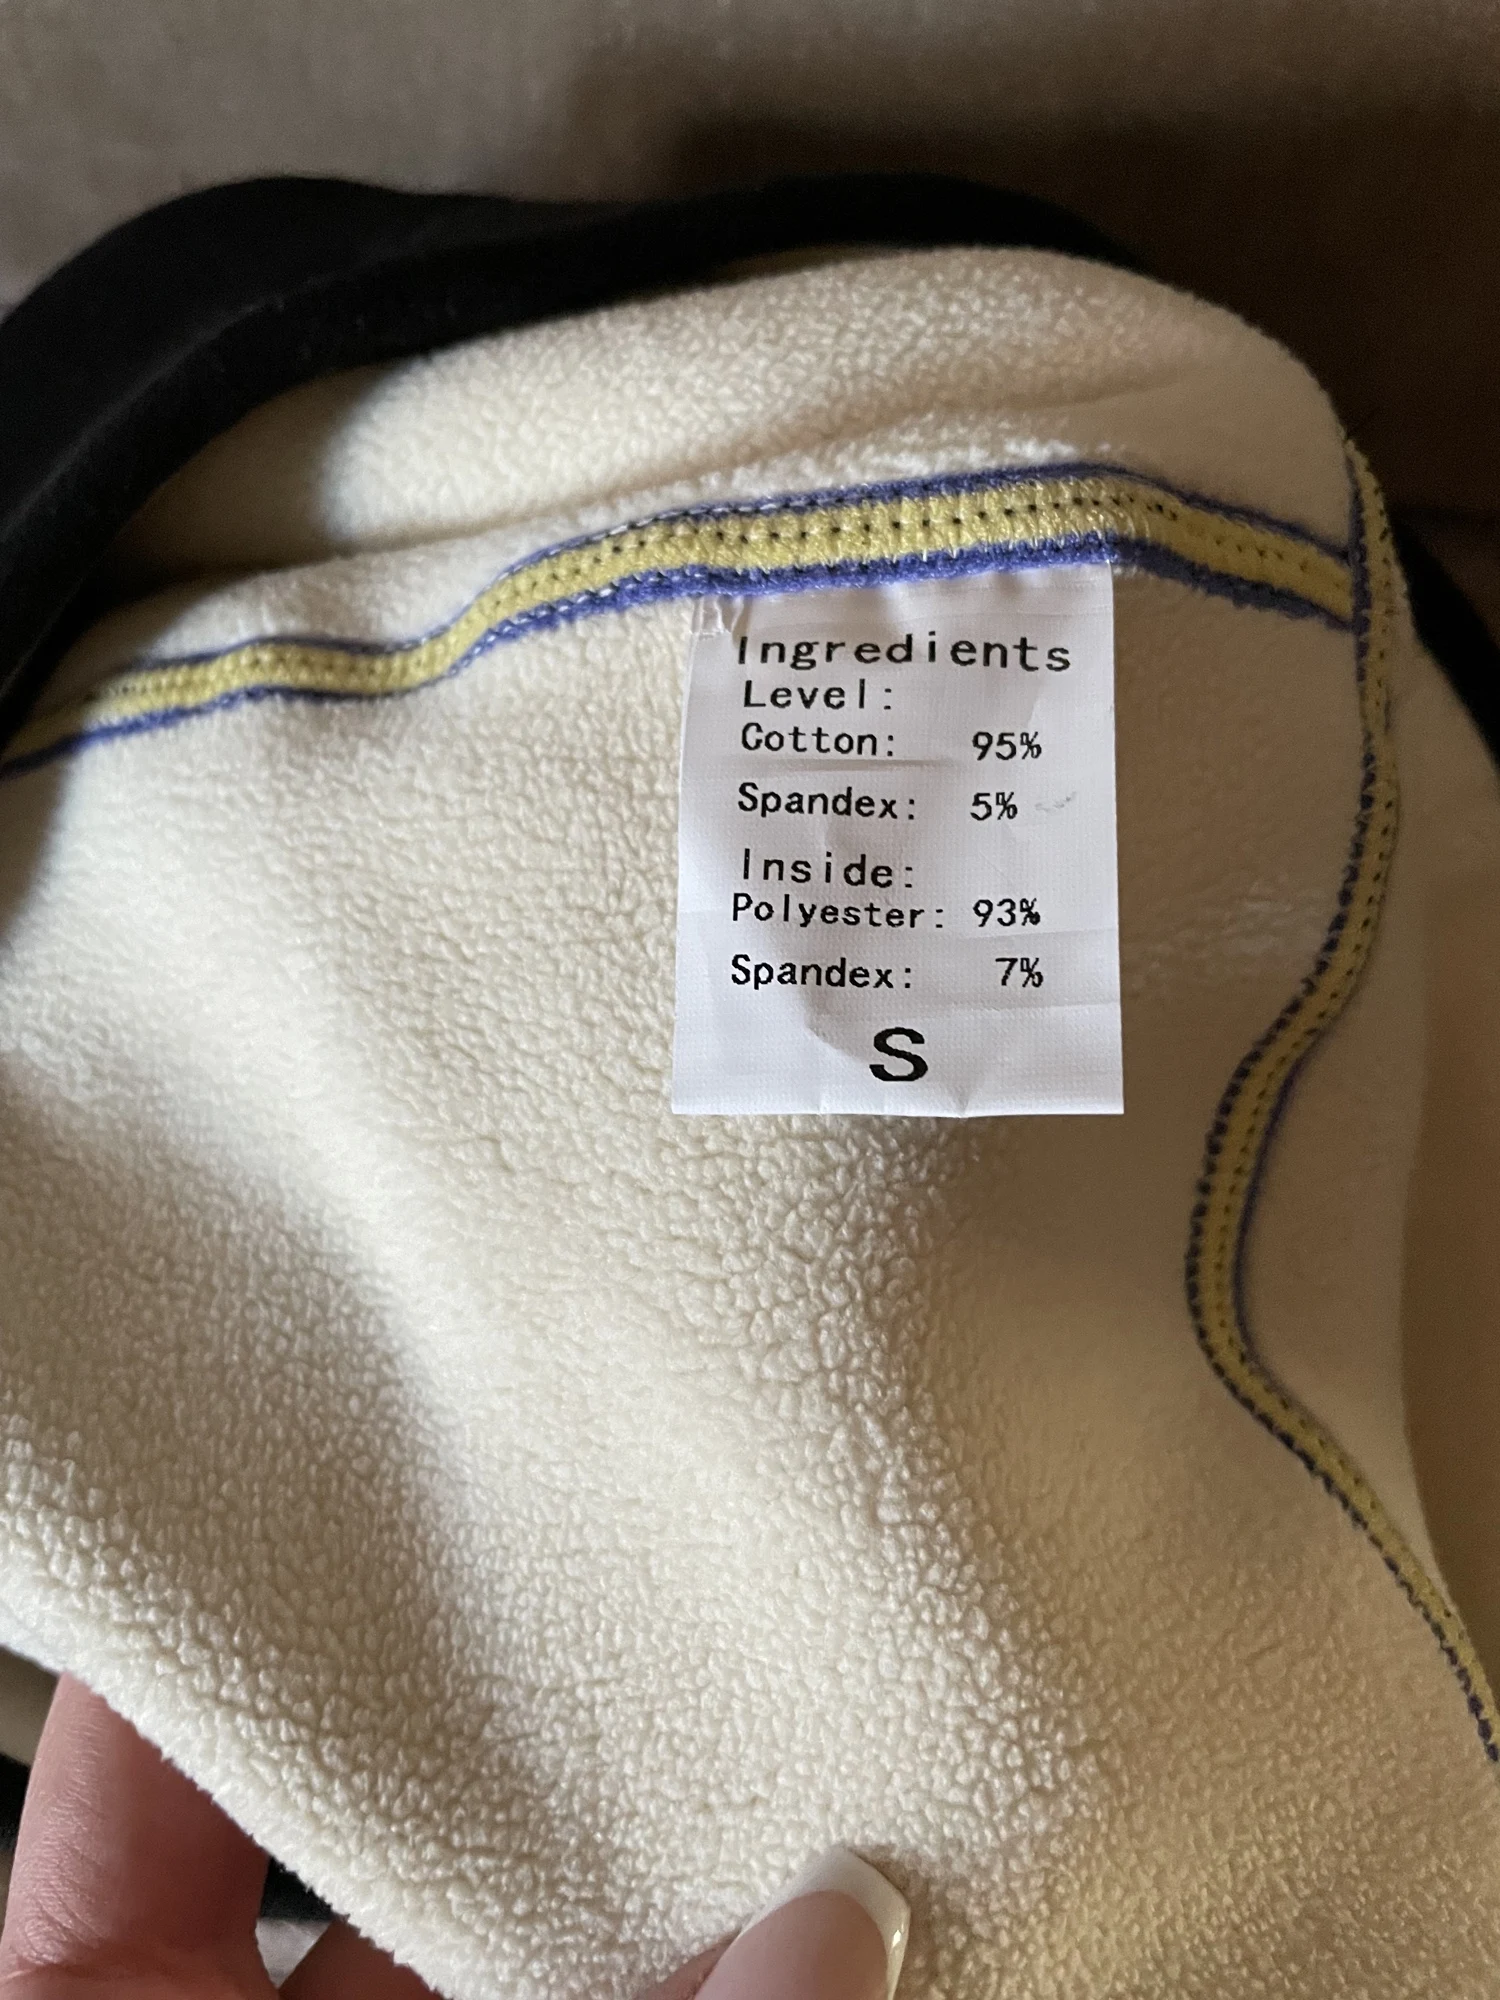 Ingredients
Level:
Cotton: 95%
Spandex: 5%
Inside:
Polyester: 93%
Spandex: 7%
S